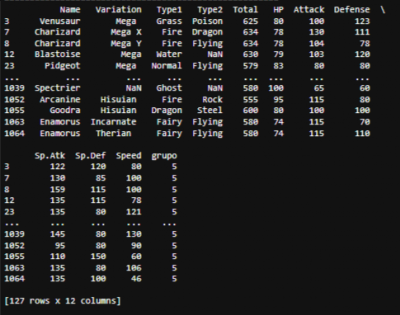 Name Variation Type1 Type2 Total HP Attack Defense \
3 Venusaur Mega Grass Poison 625 80 100 123
7 Charizard Mega X Fire Dragon 634 78 130 111
8 Charizard Mega Y Fire Flying 634 78 104 78
12 Blastoise Mega Water NaN 630 79 103 120
23 Pidgeot Mega Normal Flying 579 83 80 80
... ... ... ... ... ... ... ... ...
1039 Spectrier NaN Ghost NaN 580 100 65 60
1052 Arcanine Hisuian Fire Rock 555 95 115 80
1055 Goodra Hisuian Dragon Steel 600 80 100 100
1063 Enamorus Incarnate Fairy Flying 580 74 115 70
1064 Enamorus Therian Fairy Flying 580 74 115 110
Sp.Atk Sp.Def Speed grupo
3 122 120 80 5
7 130 85 100 5
8 159 115 100 5
12 135 115 78 5
23 135 80 121 5
... ... ... ... ...
1039 145 80 130 5
1052 95 80 90 5
1055 110 150 60 5
1063 135 80 106 5
1064 135 100 46 5
[127 rows x 12 columns]